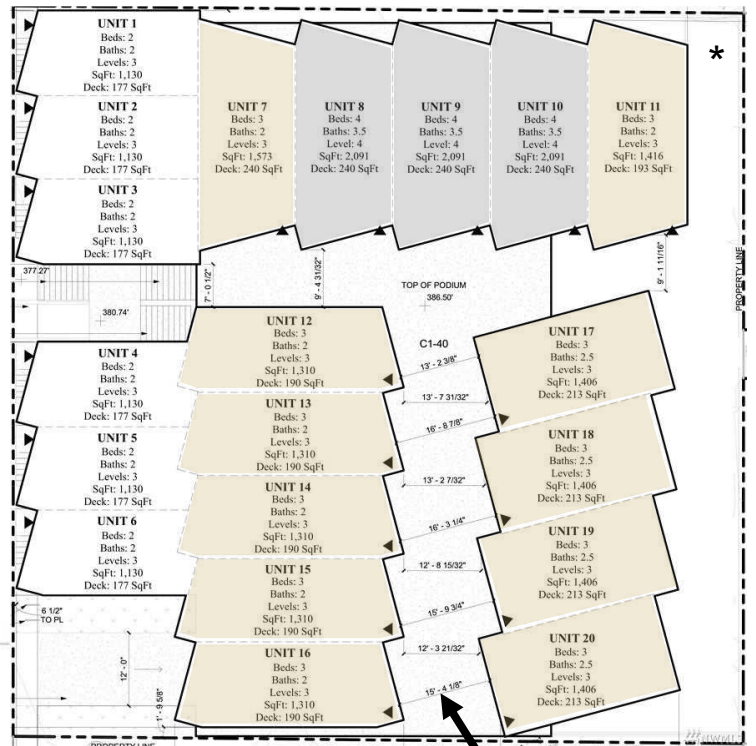 UNIT 1
Beds: 2
Baths: 2
Levels: 3
SqFt: 1,130
Deck: 177 SqFt
UNIT 2
Beds: 2
Baths: 2
Levels: 3
SqFt: 1,130
Deck: 177 SqFt
UNIT 3
Beds: 2
Baths: 2
Levels: 3
SqFt: 1,130
Deck: 177 SqFt
UNIT 7
Beds: 3
Baths: 2
Levels: 3
SqFt: 1,573
Deck: 240 SqFt
UNIT 8
Beds: 4
Baths: 3.5
Level: 4
SqFt: 2,091
Deck: 240 SqFt
UNIT 9
Beds: 4
Baths: 3.5
Level: 4
SqFt: 2,091
Deck: 240 SqFt
UNIT 10
Beds: 4
Baths: 3.5
Level: 4
SqFt: 2,091
Deck: 240 SqFt
UNIT 11
Beds: 3
Baths: 2
Levels: 3
SqFt: 1,416
Deck: 193 SqFt
*
PROPERTY LINE
377.27'
380.74'
7' - 0 1/2"
9' - 4 31/32"
TOP OF PODIUM
386.50'
9' - 1 11/16"
C1-40
UNIT 4
Beds: 2
Baths: 2
Levels: 3
SqFt: 1,130
Deck: 177 SqFt
UNIT 5
Beds: 2
Baths: 2
Levels: 3
SqFt: 1,130
Deck: 177 SqFt
UNIT 6
Beds: 2
Baths: 2
Levels: 3
SqFt: 1,130
Deck: 177 SqFt
UNIT 12
Beds: 3
Baths: 2
Levels: 3
SqFt: 1,310
Deck: 190 SqFt
UNIT 13
Beds: 3
Baths: 2
Levels: 3
SqFt: 1,310
Deck: 190 SqFt
UNIT 14
Beds: 3
Baths: 2
Levels: 3
SqFt: 1,310
Deck: 190 SqFt
UNIT 15
Beds: 3
Baths: 2
Levels: 3
SqFt: 1,310
Deck: 190 SqFt
UNIT 16
Beds: 3
Baths: 2
Levels: 3
SqFt: 1,310
Deck: 190 SqFt
13' - 2 3/8"
13' - 7 31/32"
16' - 8 7/8"
13' - 2 7/32"
16' - 3 1/4"
12' - 8 15/32"
15' - 9 3/4"
12' - 3 21/32"
15' - 4 1/8"
UNIT 17
Beds: 3
Baths: 2.5
Levels: 3
SqFt: 1,406
Deck: 213 SqFt
UNIT 18
Beds: 3
Baths: 2.5
Levels: 3
SqFt: 1,406
Deck: 213 SqFt
UNIT 19
Beds: 3
Baths: 2.5
Levels: 3
SqFt: 1,406
Deck: 213 SqFt
UNIT 20
Beds: 3
Baths: 2.5
Levels: 3
SqFt: 1,406
Deck: 213 SqFt
6 1/2"
TO PL
12' - 0"
1' - 9 5/8"
PROPERTY LINE
NWMLS